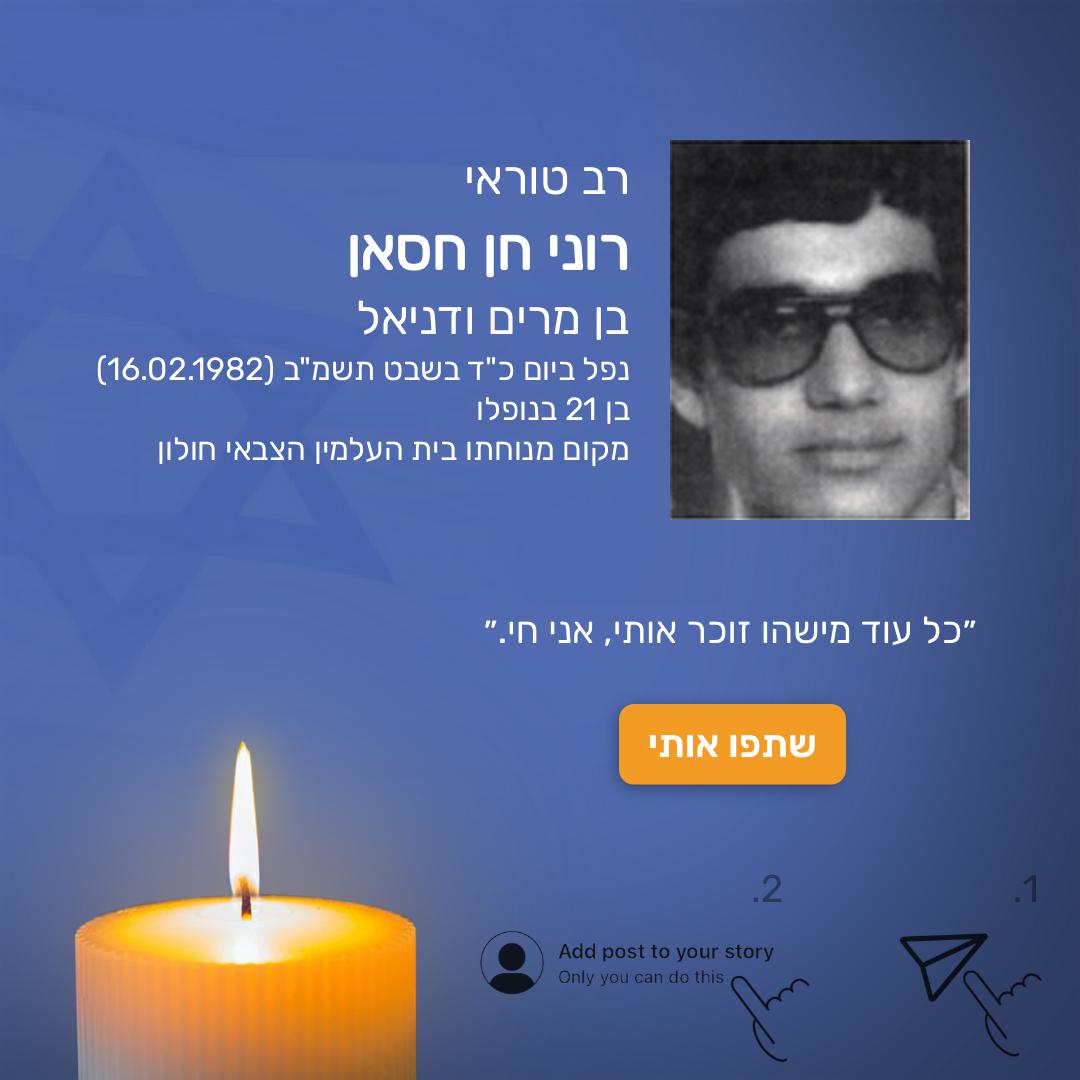 רב טוראי
רוני חן חסאן
בן מרים ודניאל
נפל ביום כ"ד בשבט תשמ"ב (16.02.1982)
בן 21 בנופלו
מקום מנוחתו בית העלמין הצבאי חולון
״כל עוד מישהו זוכר אותי, אני חי.״
שתפו אותי
.1
.2
Add post to your story
Only you can do this